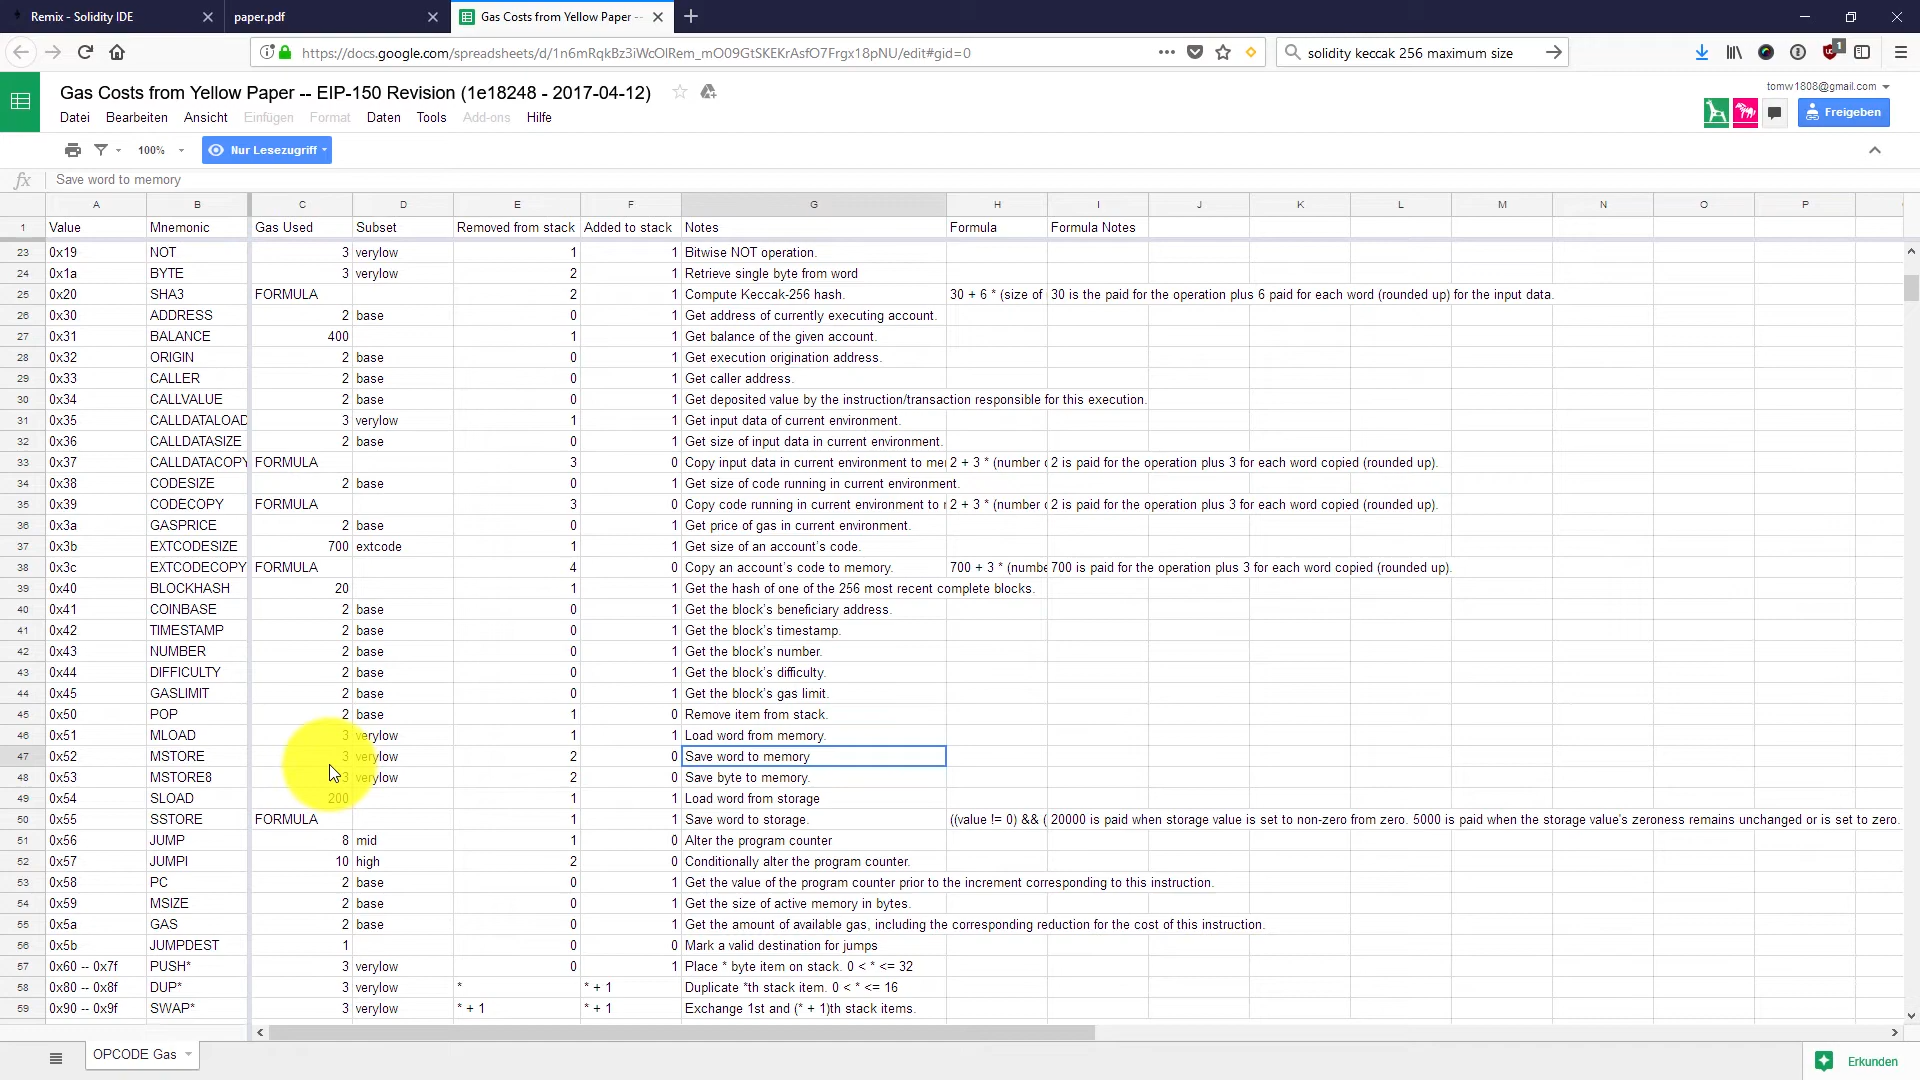 Remix - Solidity IDE
paper.pdf
Gas Costs from Yellow Paper --
https://docs.google.com/spreadsheets/d/1n6mRqkBz3iWcOlRem_mO09GtSKEKrAsfO7Frgx18pNU/edit#gid=0
solidity keccak 256 maximum size
1
Gas Costs from Yellow Paper -- EIP-150 Revision (1e18248 - 2017-04-12)
tomw1808@gmail.com
Datei Bearbeiten Ansicht Einfügen Format Daten Tools Add-ons Hilfe
Freigeben
100% Nur Lesezugriff
fx Save word to memory
A B C D E F G H I J K L M N O P
1 Value Mnemonic Gas Used Subset Removed from stack Added to stack Notes Formula Formula Notes
23 0x19 NOT 3 verylow 1 1 Bitwise NOT operation.
24 0x1a BYTE 3 verylow 2 1 Retrieve single byte from word
25 0x20 SHA3 FORMULA 2 1 Compute Keccak-256 hash. 30 + 6 * (size of 30 is the paid for the operation plus 6 paid for each word (rounded up) for the input data.
26 0x30 ADDRESS 2 base 0 1 Get address of currently executing account.
27 0x31 BALANCE 400 1 1 Get balance of the given account.
28 0x32 ORIGIN 2 base 0 1 Get execution origination address.
29 0x33 CALLER 2 base 0 1 Get caller address.
30 0x34 CALLVALUE 2 base 0 1 Get deposited value by the instruction/transaction responsible for this execution.
31 0x35 CALLDATALOAD 3 verylow 1 1 Get input data of current environment.
32 0x36 CALLDATASIZE 2 base 0 1 Get size of input data in current environment.
33 0x37 CALLDATACOPY FORMULA 3 0 Copy input data in current environment to me 2 + 3 * (number 2 is paid for the operation plus 3 for each word copied (rounded up).
34 0x38 CODESIZE 2 base 0 1 Get size of code running in current environment.
35 0x39 CODECOPY FORMULA 3 0 Copy code running in current environment to 2 + 3 * (number 2 is paid for the operation plus 3 for each word copied (rounded up).
36 0x3a GASPRICE 2 base 0 1 Get price of gas in current environment.
37 0x3b EXTCODESIZE 700 extcode 1 1 Get size of an account's code.
38 0x3c EXTCODECOPY FORMULA 4 0 Copy an account's code to memory. 700 + 3 * (numbe 700 is paid for the operation plus 3 for each word copied (rounded up).
39 0x40 BLOCKHASH 20 1 1 Get the hash of one of the 256 most recent complete blocks.
40 0x41 COINBASE 2 base 0 1 Get the block's beneficiary address.
41 0x42 TIMESTAMP 2 base 0 1 Get the block's timestamp.
42 0x43 NUMBER 2 base 0 1 Get the block's number.
43 0x44 DIFFICULTY 2 base 0 1 Get the block's difficulty.
44 0x45 GASLIMIT 2 base 0 1 Get the block's gas limit.
45 0x50 POP 2 base 1 0 Remove item from stack.
46 0x51 MLOAD 3 verylow 1 1 Load word from memory.
47 0x52 MSTORE 3 verylow 2 0 Save word to memory
48 0x53 MSTORE8 3 verylow 2 0 Save byte to memory.
49 0x54 SLOAD 200 1 1 Load word from storage
50 0x55 SSTORE FORMULA 1 1 Save word to storage. ((value != 0) && ( 20000 is paid when storage value is set to non-zero from zero. 5000 is paid when the storage value's zeroness remains unchanged or is set to zero.
51 0x56 JUMP 8 mid 1 0 Alter the program counter
52 0x57 JUMPI 10 high 2 0 Conditionally alter the program counter.
53 0x58 PC 2 base 0 1 Get the value of the program counter prior to the increment corresponding to this instruction.
54 0x59 MSIZE 2 base 0 1 Get the size of active memory in bytes.
55 0x5a GAS 2 base 0 1 Get the amount of available gas, including the corresponding reduction for the cost of this instruction.
56 0x5b JUMPDEST 1 0 0 Mark a valid destination for jumps
57 0x60 -- 0x7f PUSH* 3 verylow 0 1 Place * byte item on stack. 0 < * <= 32
58 0x80 -- 0x8f DUP* 3 verylow * * + 1 Duplicate *th stack item. 0 < * <= 16
59 0x90 -- 0x9f SWAP* 3 verylow * + 1 * + 1 Exchange 1st and (* + 1)th stack items.
OPCODE Gas
Erkunden